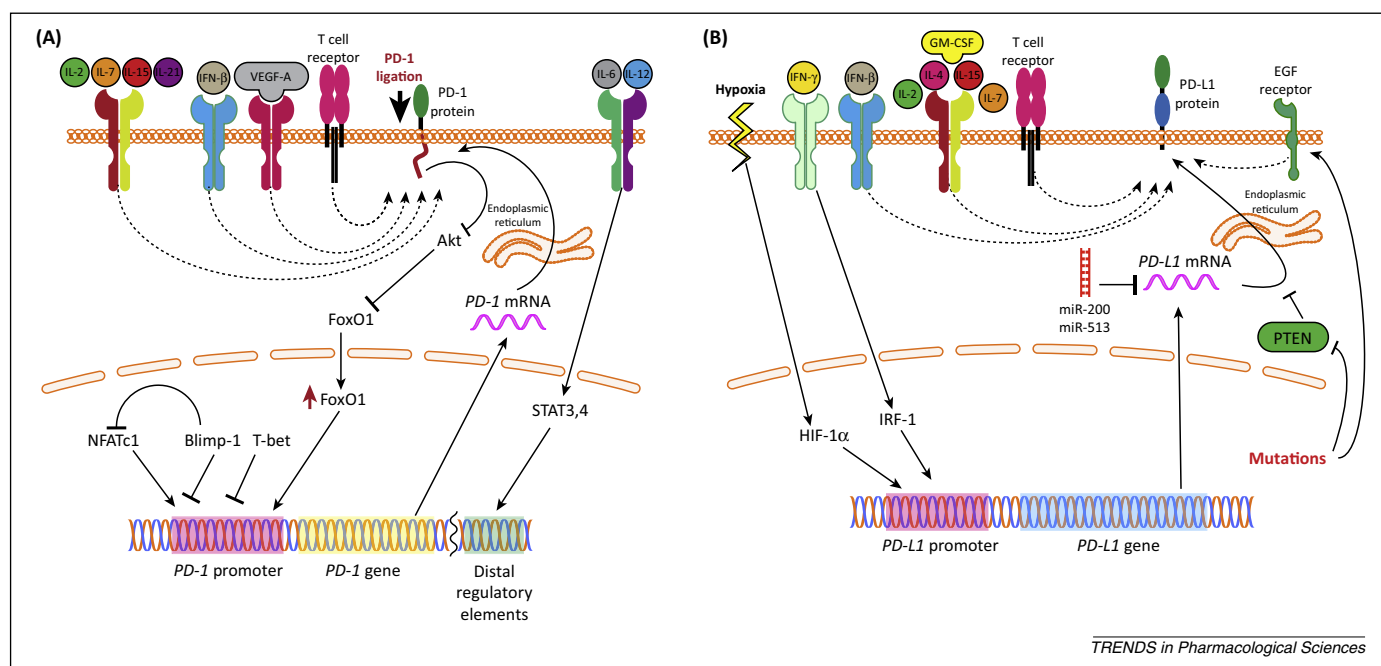 (A)
IL-2
IL-7
IL-15
IL-21
IFN-β
VEGF-A
T cell
receptor
PD-1
ligation
PD-1
protein
IL-6
IL-12
Endoplasmic
reticulum
Akt
PD-1 mRNA
FoxO1
FoxO1
STAT3,4
NFATc1
Blimp-1
T-bet
PD-1 promoter
PD-1 gene
Distal
regulatory
elements
(B)
Hypoxia
IFN-γ
IFN-β
GM-CSF
IL-2
IL-4
IL-15
IL-7
T cell
receptor
PD-L1
protein
EGF
receptor
Endoplasmic
reticulum
PD-L1 mRNA
miR-200
miR-513
PTEN
IRF-1
HIF-1α
Mutations
PD-L1 promoter
PD-L1 gene
TRENDS in Pharmacological Sciences